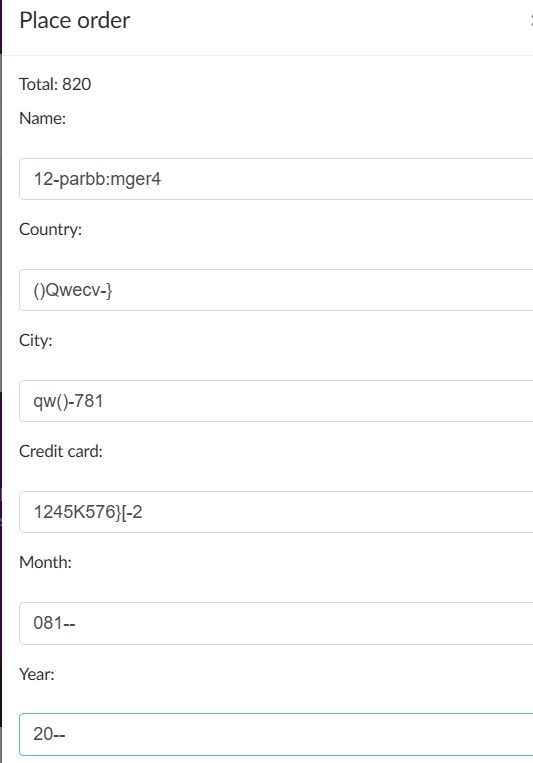 Place order
Total: 820
Name:
12-parbb:mger4
Country:
()Qwecv-}
City:
qw()-781
Credit card:
1245K576}[-2
Month:
081--
Year:
20--